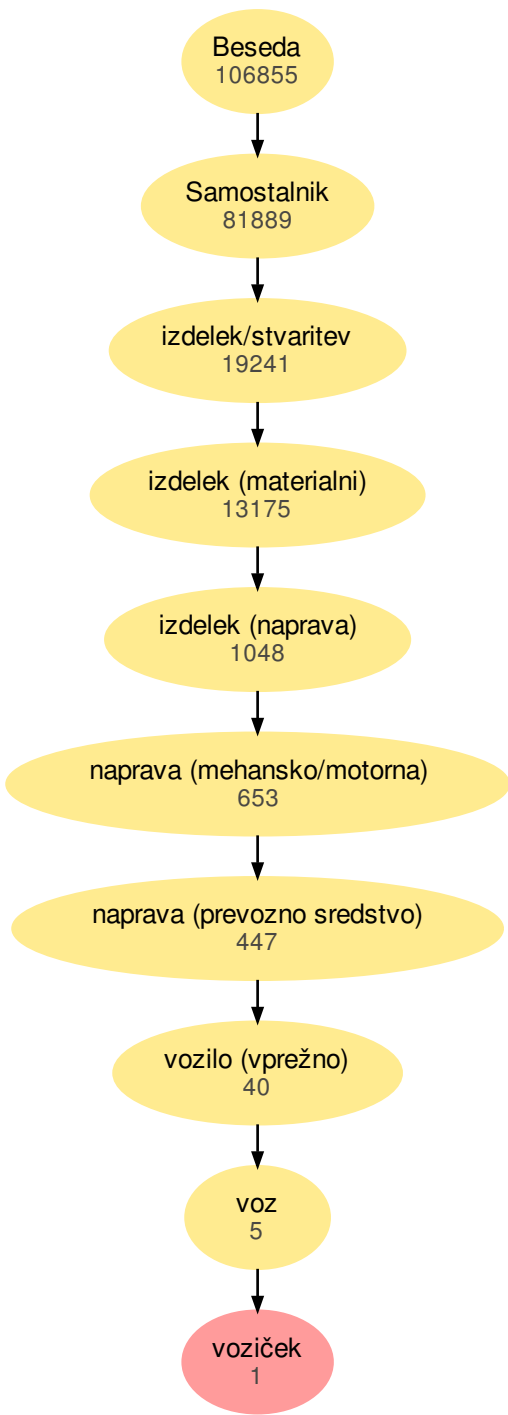 Beseda
106855
Samostalnik
81889
izdelek/stvaritev
19241
izdelek (materialni)
13175
izdelek (naprava)
1048
naprava (mehansko/motorna)
653
naprava (prevozno sredstvo)
447
vozilo (vprežno)
40
voz
5
voziček
1